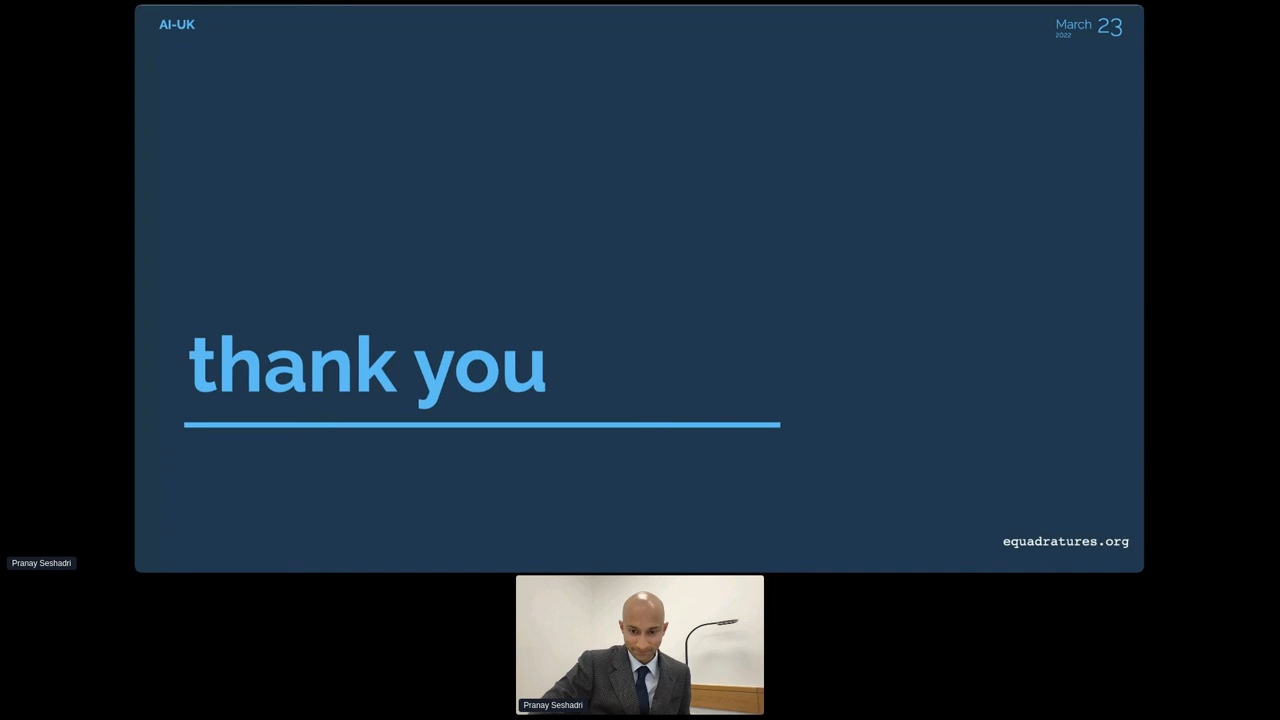 AI-UK
March 23
2022
thank you
equadratures.org
Pranay Seshadri
Pranay Seshadri